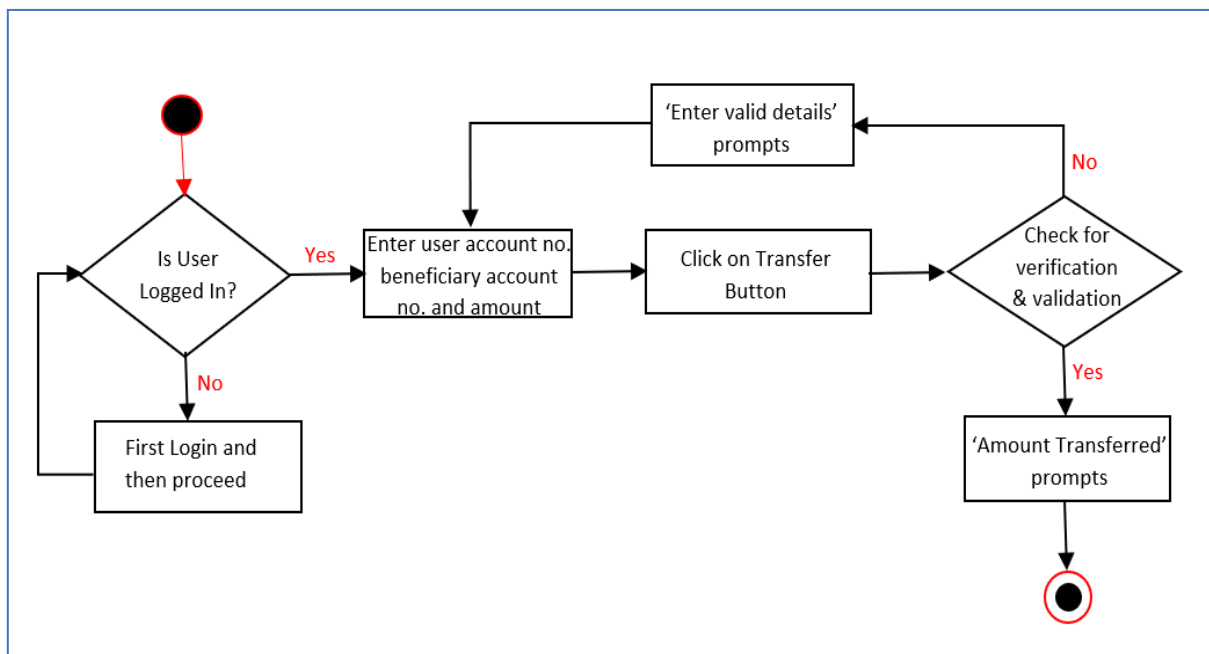 ‘Enter valid details’
prompts
No
Is User
Logged In?
Yes
Enter user account no.
beneficiary account
no. and amount
Click on Transfer
Button
Check for
verification
& validation
No
First Login and
then proceed
Yes
‘Amount Transferred’
prompts